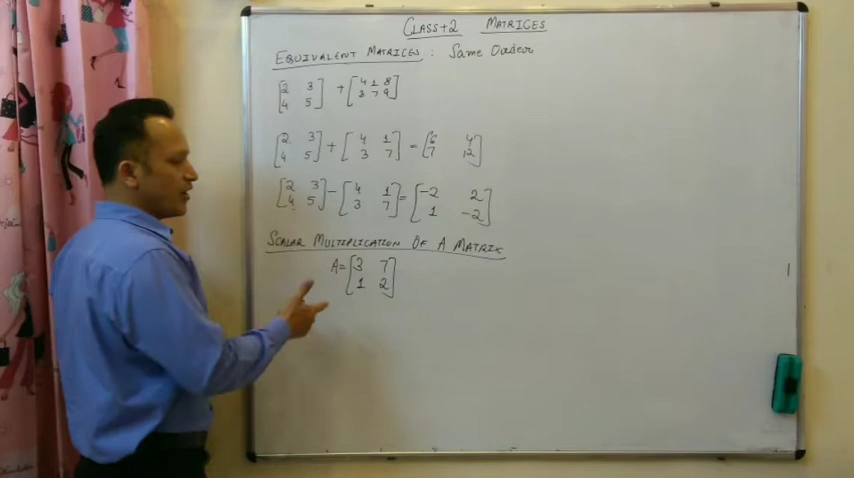 CLASS+2 MATRICES
EQUIVALENT MATRICES : Same Order
[2 3 + [4 1 8
4 5] 3 7 9]
[2 3 + [4 1 = [6 4
4 5] 3 7] 7 12]
[2 3 - [4 1 = [-2 2
4 5] 3 7] 1 -2]
SCALAR MULTIPLICATION OF A MATRIX
A= [3 7
1 2]